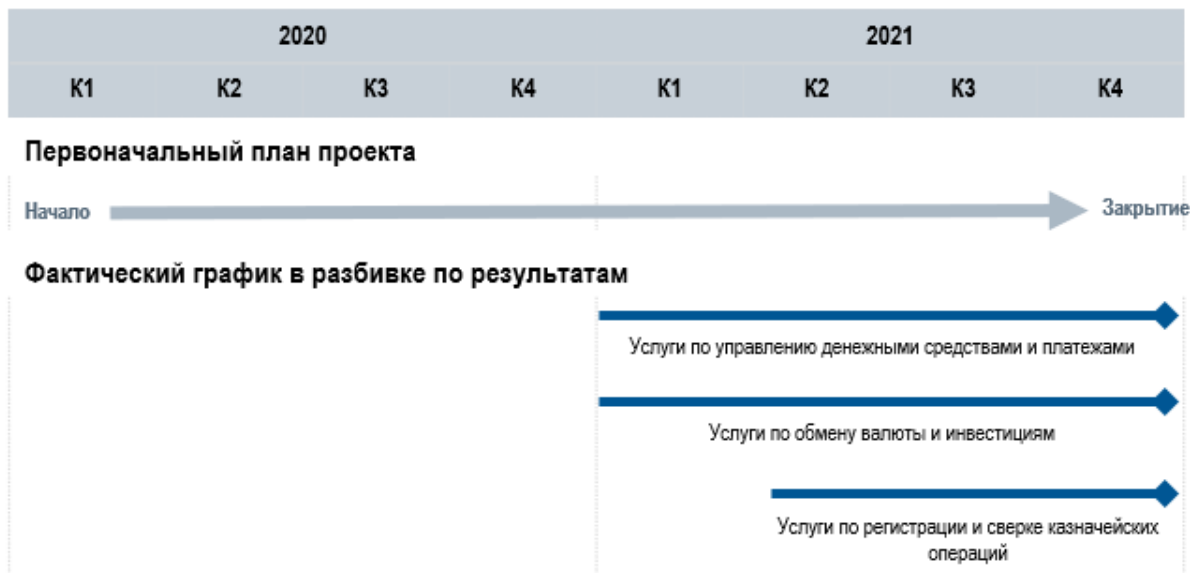 2020 2021
К1 К2 К3 К4 К1 К2 К3 К4
Первоначальный план проекта
Начало Закрытие
Фактический график в разбивке по результатам
Услуги по управлению денежными средствами и платежами
Услуги по обмену валюты и инвестициям
Услуги по регистрации и сверке казначейских
операций